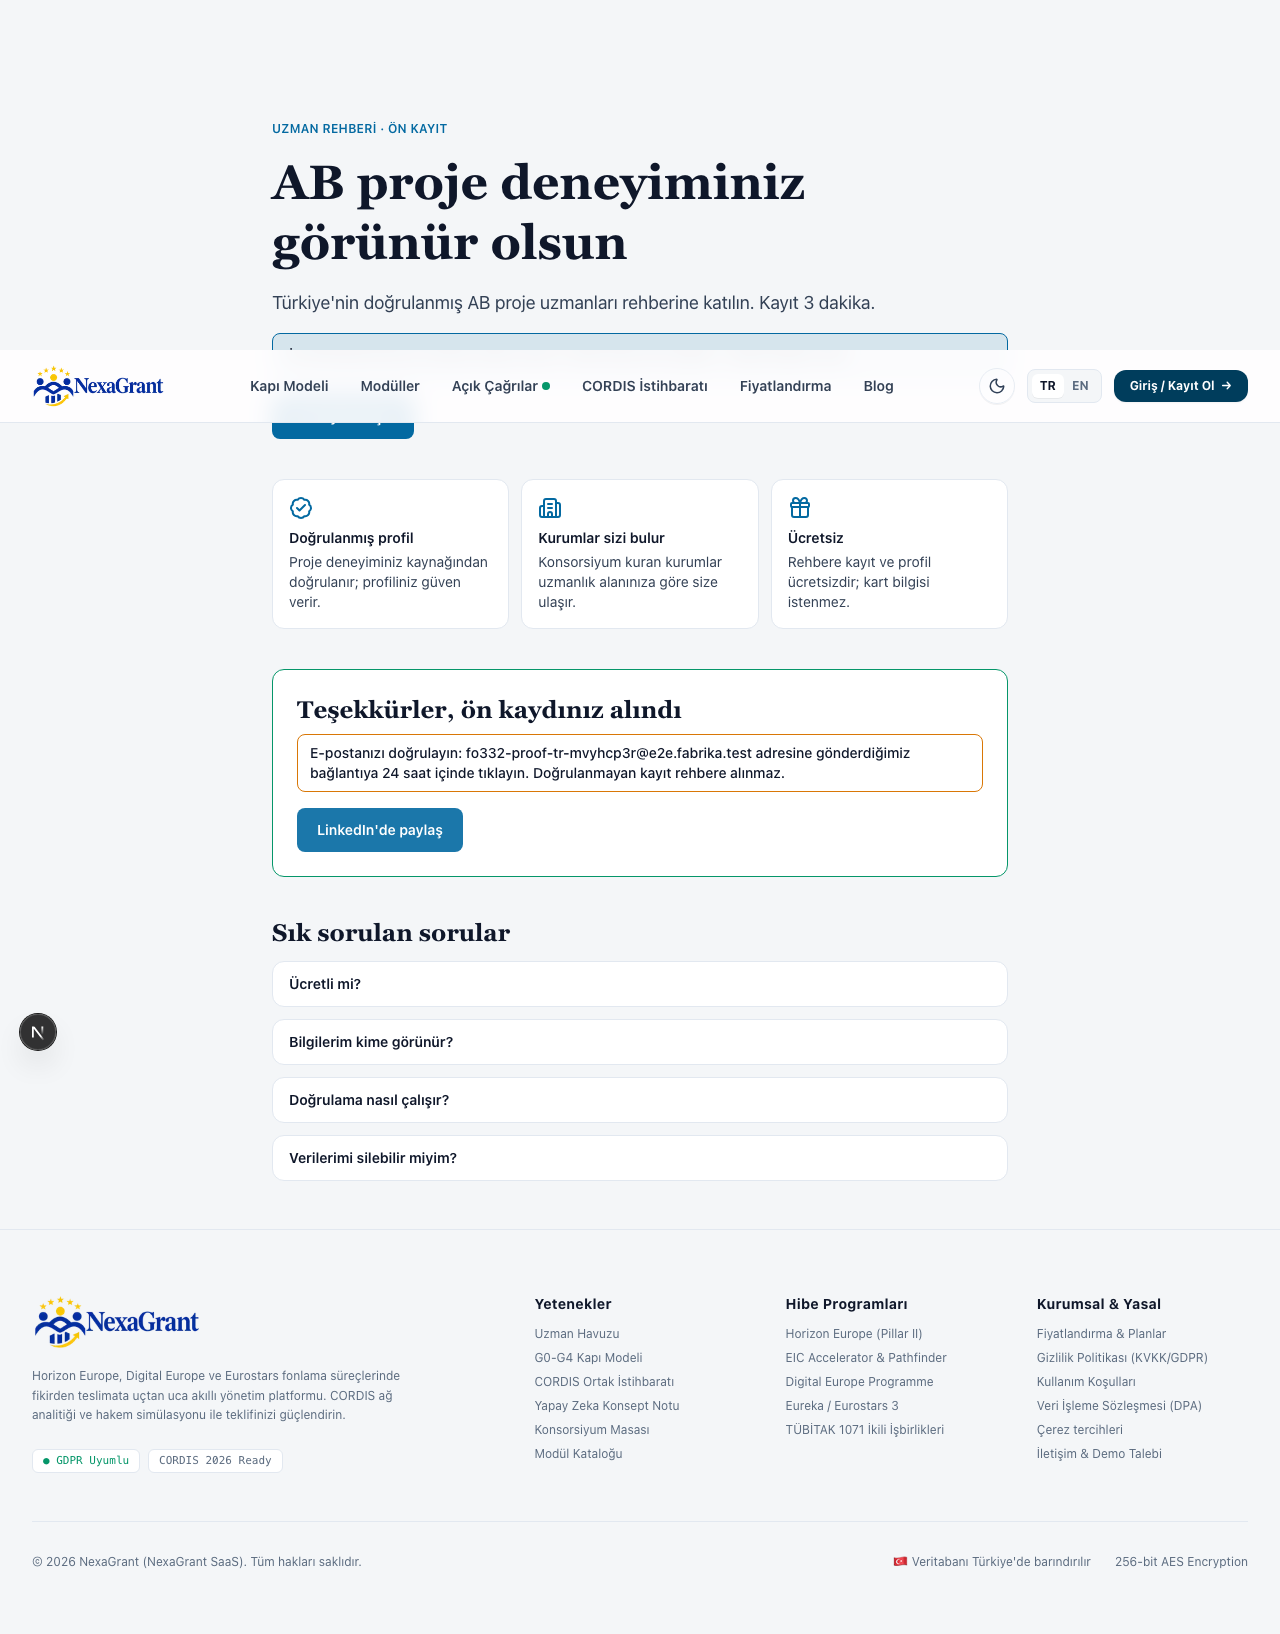 UZMAN REHBERİ · ÖN KAYIT
AB proje deneyiminiz
görünür olsun
Türkiye'nin doğrulanmış AB proje uzmanları rehberine katılın. Kayıt 3 dakika.
NexaGrant
Kapı Modeli
Modüller
Açık Çağrılar
CORDIS İstihbaratı
Fiyatlandırma
Blog
TR
EN
Giriş / Kayıt Ol →
Doğrulanmış profil
Proje deneyiminiz kaynağından
doğrulanır; profiliniz güven
verir.
Kurumlar sizi bulur
Konsorsiyum kuran kurumlar
uzmanlık alanınıza göre size
ulaşır.
Ücretsiz
Rehbere kayıt ve profil
ücretsizdir; kart bilgisi
istenmez.
Teşekkürler, ön kaydınız alındı
E-postanızı doğrulayın: fo332-proof-tr-mvyhcp3r@e2e.fabrika.test adresine gönderdiğimiz
bağlantıya 24 saat içinde tıklayın. Doğrulanmayan kayıt rehbere alınmaz.
LinkedIn'de paylaş
Sık sorulan sorular
Ücretli mi?
N
Bilgilerim kime görünür?
Doğrulama nasıl çalışır?
Verilerimi silebilir miyim?
NexaGrant
Horizon Europe, Digital Europe ve Eurostars fonlama süreçlerinde
fikirden teslimata uçtan uca akıllı yönetim platformu. CORDIS ağ
analitiği ve hakem simülasyonu ile teklifinizi güçlendirin.
● GDPR Uyumlu
CORDIS 2026 Ready
Yetenekler
Uzman Havuzu
G0-G4 Kapı Modeli
CORDIS Ortak İstihbaratı
Yapay Zeka Konsept Notu
Konsorsiyum Masası
Modül Kataloğu
Hibe Programları
Horizon Europe (Pillar II)
EIC Accelerator & Pathfinder
Digital Europe Programme
Eureka / Eurostars 3
TÜBİTAK 1071 İkili İşbirlikleri
Kurumsal & Yasal
Fiyatlandırma & Planlar
Gizlilik Politikası (KVKK/GDPR)
Kullanım Koşulları
Veri İşleme Sözleşmesi (DPA)
Çerez tercihleri
İletişim & Demo Talebi
© 2026 NexaGrant (NexaGrant SaaS). Tüm hakları saklıdır.
🇹🇷 Veritabanı Türkiye'de barındırılır
256-bit AES Encryption